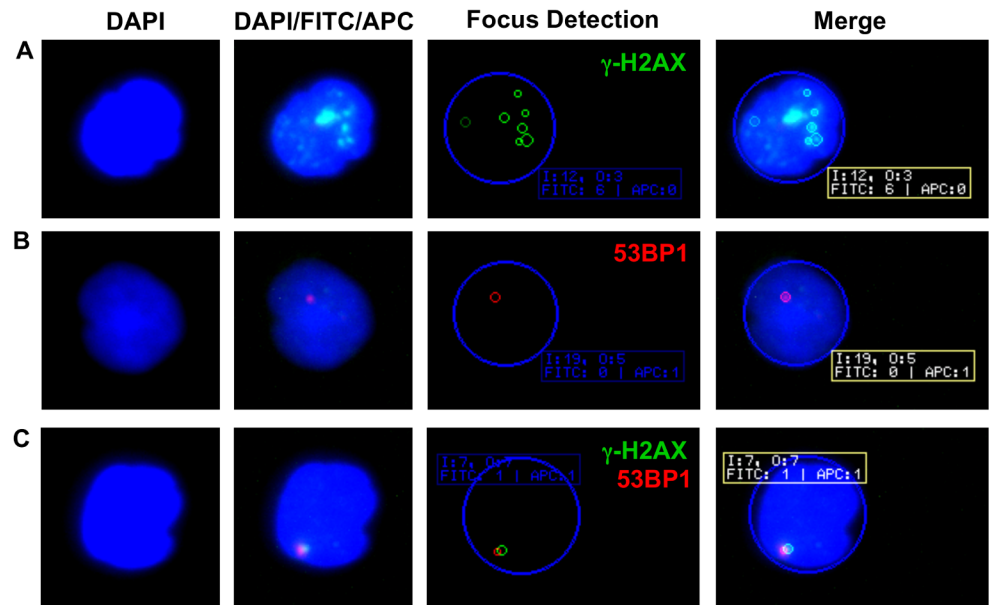 DAPI DAPI/FITC/APC Focus Detection Merge
A γ-H2AX
I:12, O:3 I:12, O:3
FITC: 6 | APC:0 FITC: 6 | APC:0
B 53BP1
I:19, O:5 I:19, O:5
FITC: 0 | APC:1 FITC: 0 | APC:1
C γ-H2AX
53BP1
I:7, O:7 I:7, O:7
FITC: 1 | APC:1 FITC: 1 | APC:1